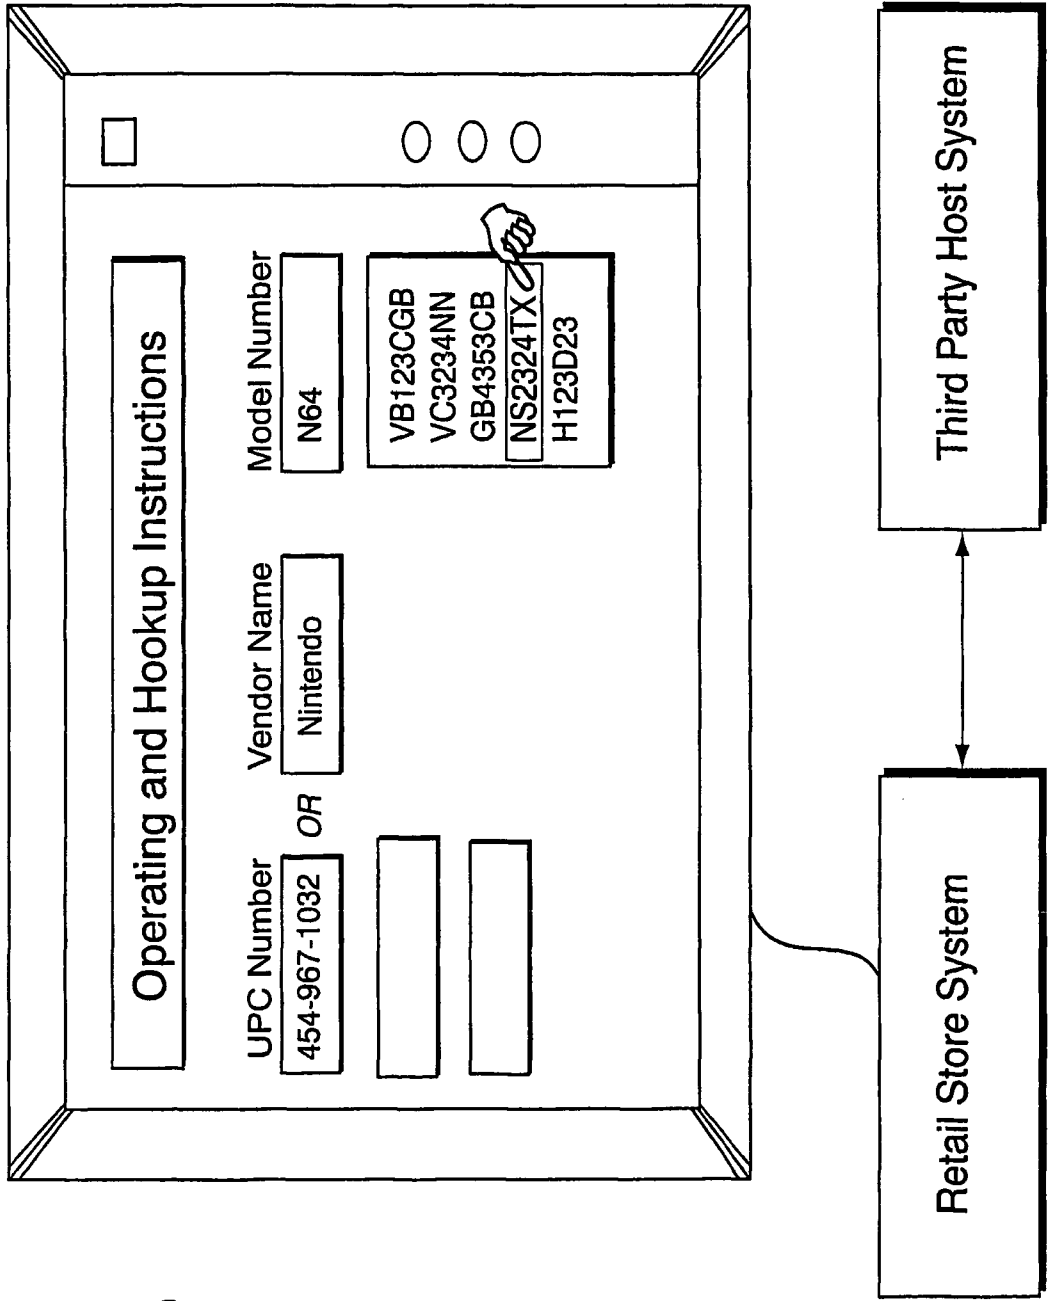 Operating and Hookup Instructions
UPC Number
454-967-1032
OR
Vendor Name
Nintendo
Model Number
N64
VB123CGB
VC3234NN
GB4353CB
NS2324TX
H123D23
Retail Store System
Third Party Host System